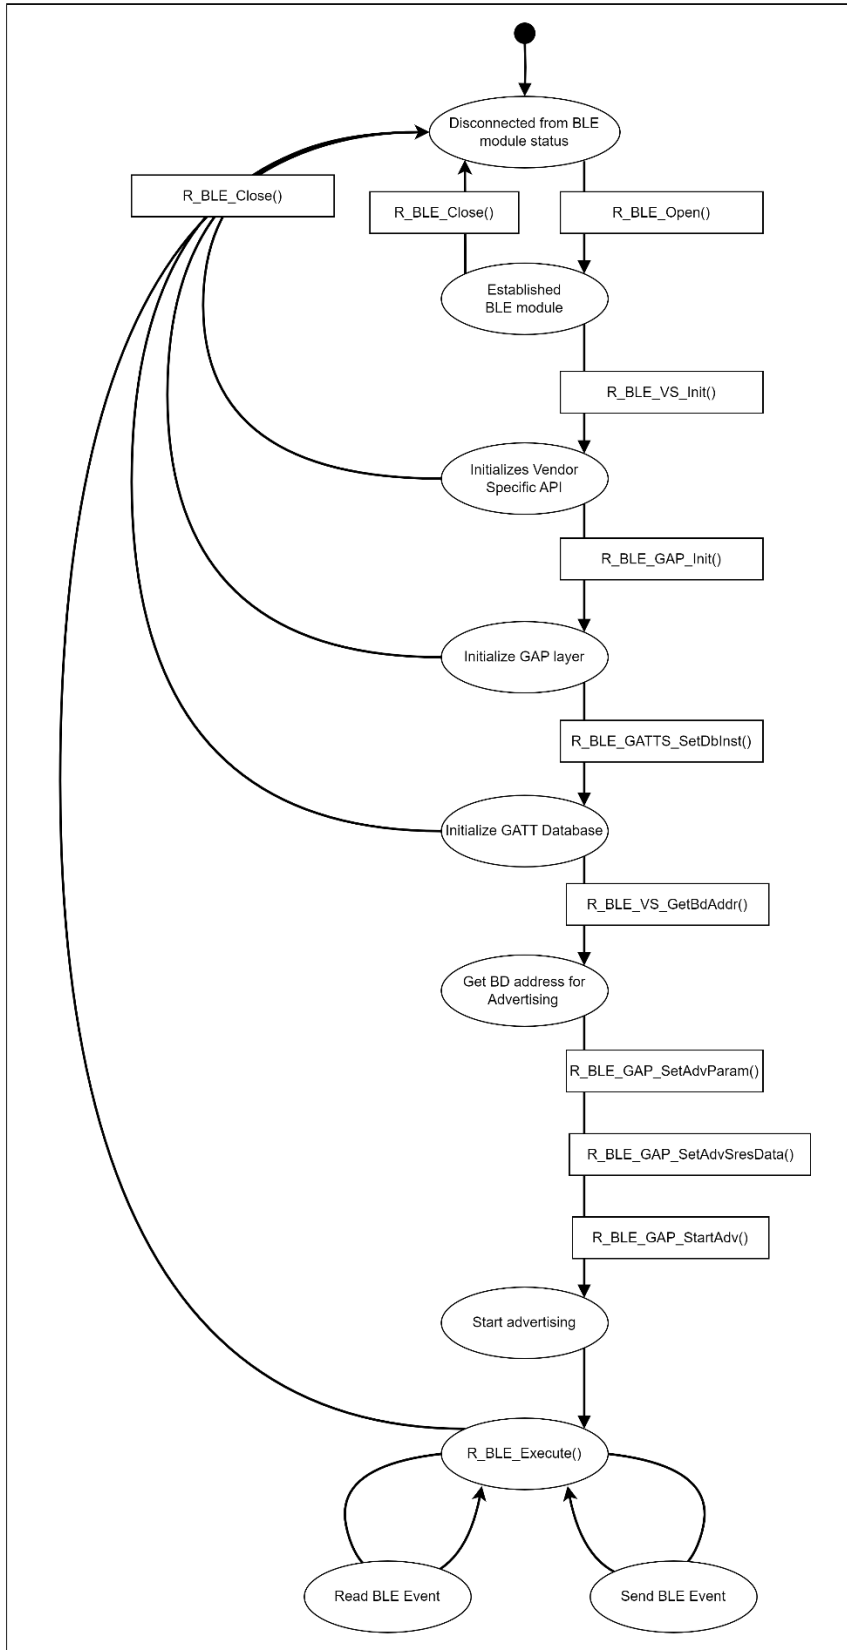 Disconnected from BLE
module status
R_BLE_Close()
R_BLE_Close()
R_BLE_Open()
Established
BLE module
R_BLE_VS_Init()
Initializes Vendor
Specific API
R_BLE_GAP_Init()
Initialize GAP layer
R_BLE_GATTS_SetDbInst()
Initialize GATT Database
R_BLE_VS_GetBdAddr()
Get BD address for
Advertising
R_BLE_GAP_SetAdvParam()
R_BLE_GAP_SetAdvSresData()
R_BLE_GAP_StartAdv()
Start advertising
R_BLE_Execute()
Read BLE Event
Send BLE Event